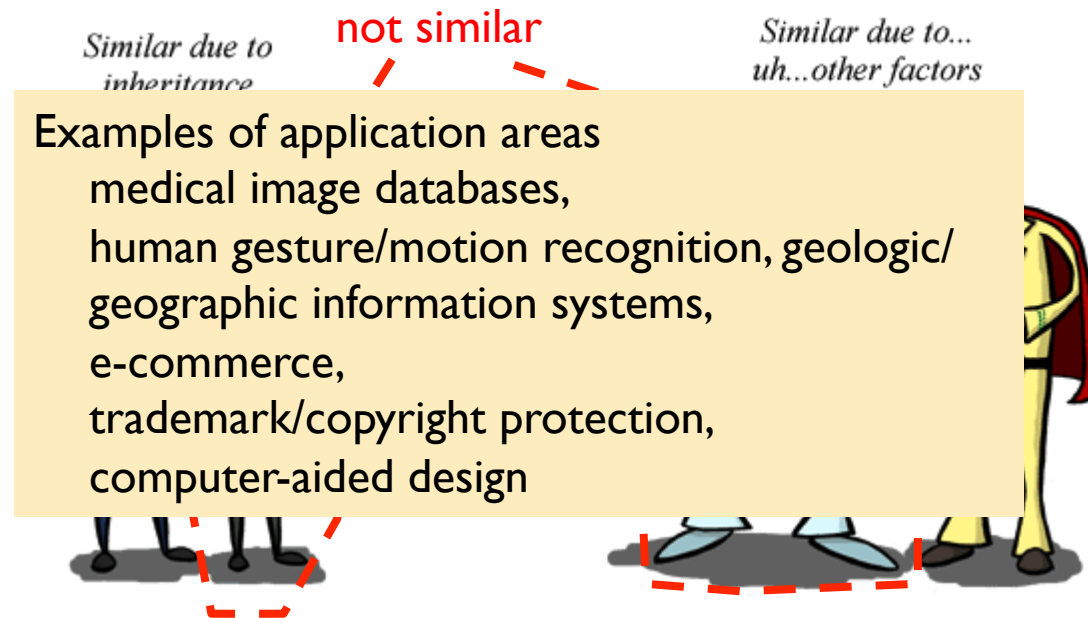 not similar
Similar due to
inheritance
Similar due to...
uh...other factors
Examples of application areas
medical image databases,
human gesture/motion recognition, geologic/
geographic information systems,
e-commerce,
trademark/copyright protection,
computer-aided design